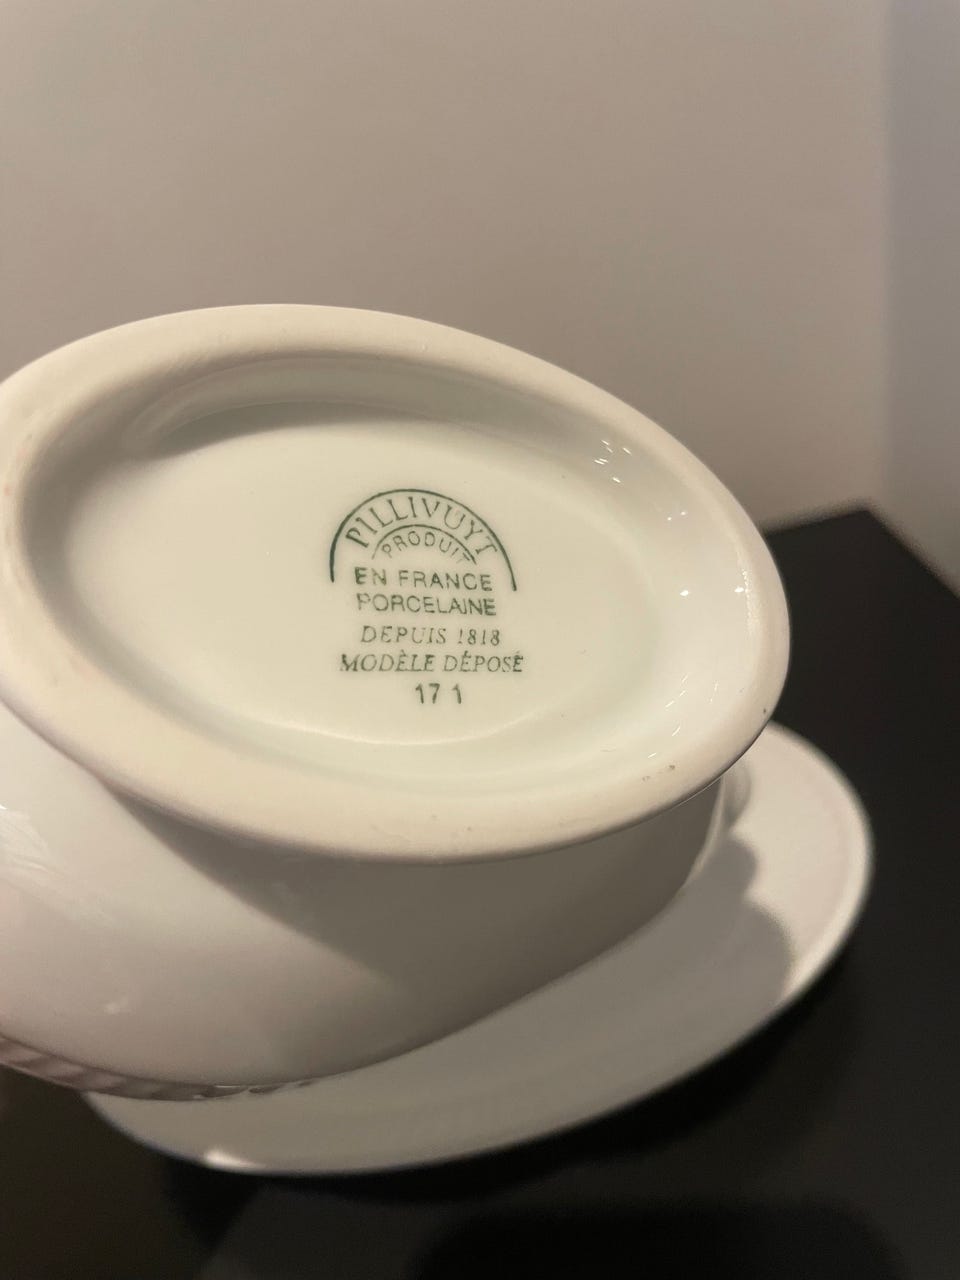 PILLIVUYT
PRODUIT
EN FRANCE
PORCELAINE
DEPUIS 1818
MODÈLE DÉPOSÉ
17 1